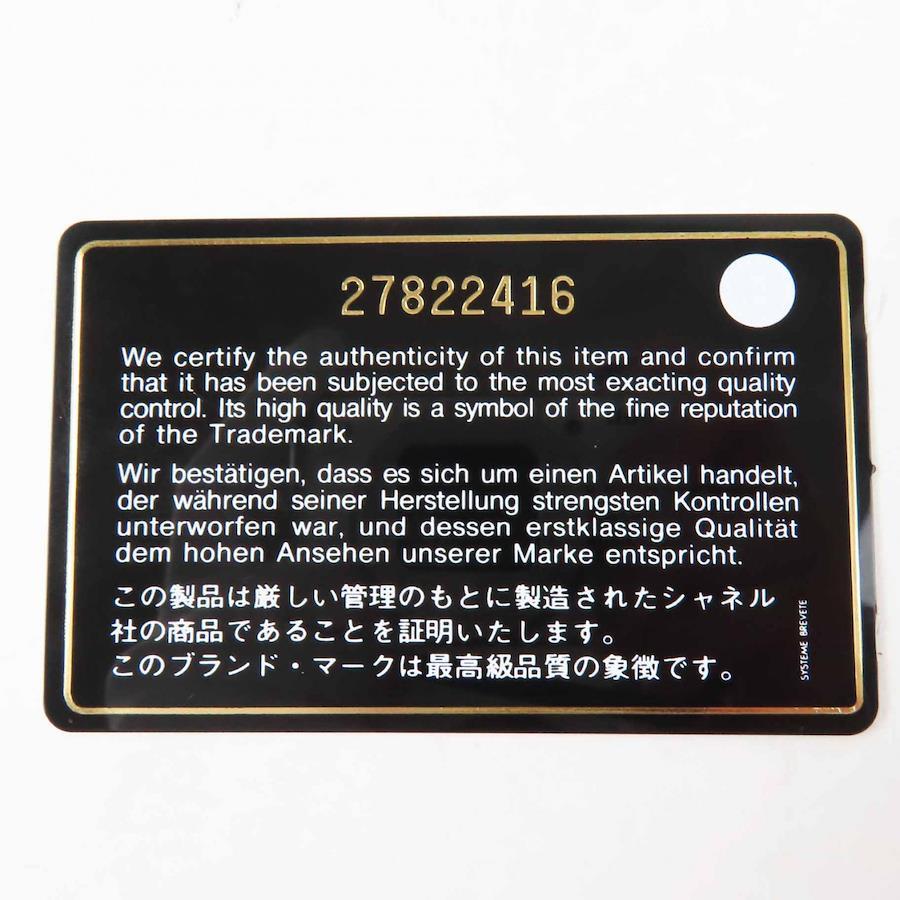 27822416
We certify the authenticity of this item and confirm
that it has been subjected to the most exacting quality
control. Its high quality is a symbol of the fine reputation
of the Trademark.
Wir bestätigen, dass es sich um einen Artikel handelt,
der während seiner Herstellung strengsten Kontrollen
unterworfen war, und dessen erstklassige Qualität
dem hohen Ansehen unserer Marke entspricht.
この製品は厳しい管理のもとに製造されたシャネル
社の商品であることを証明いたします。
このブランド・マークは最高級品質の象徴です。
SYSTEME BREVETE